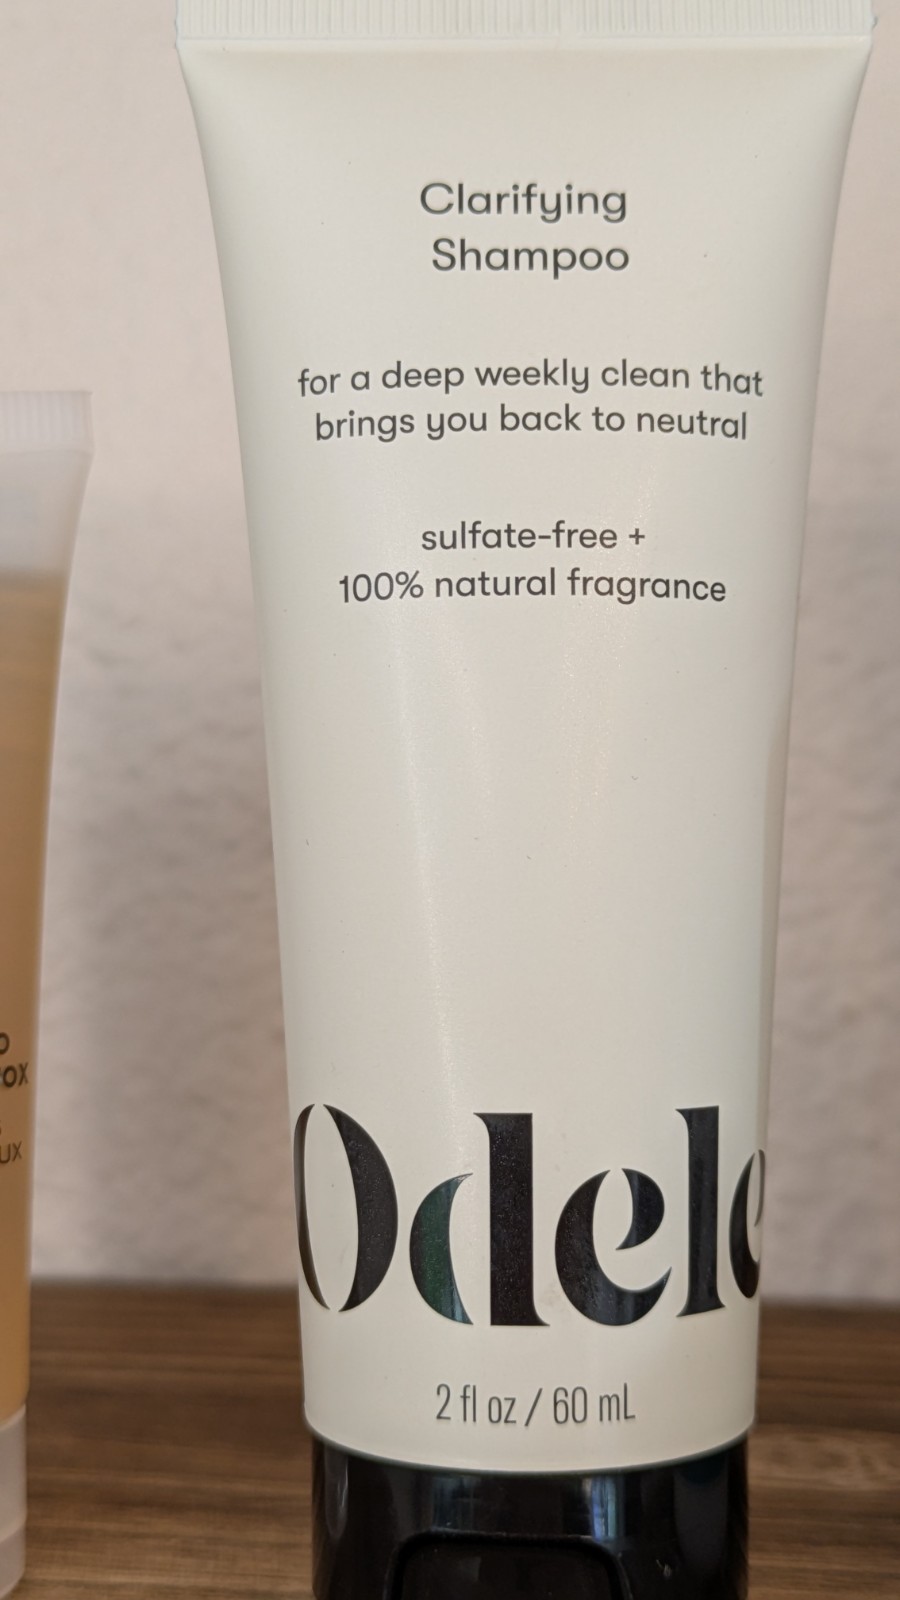 Clarifying
Shampoo
for a deep weekly clean that
brings you back to neutral
sulfate-free +
100% natural fragrance
Odele
2 fl oz / 60 mL